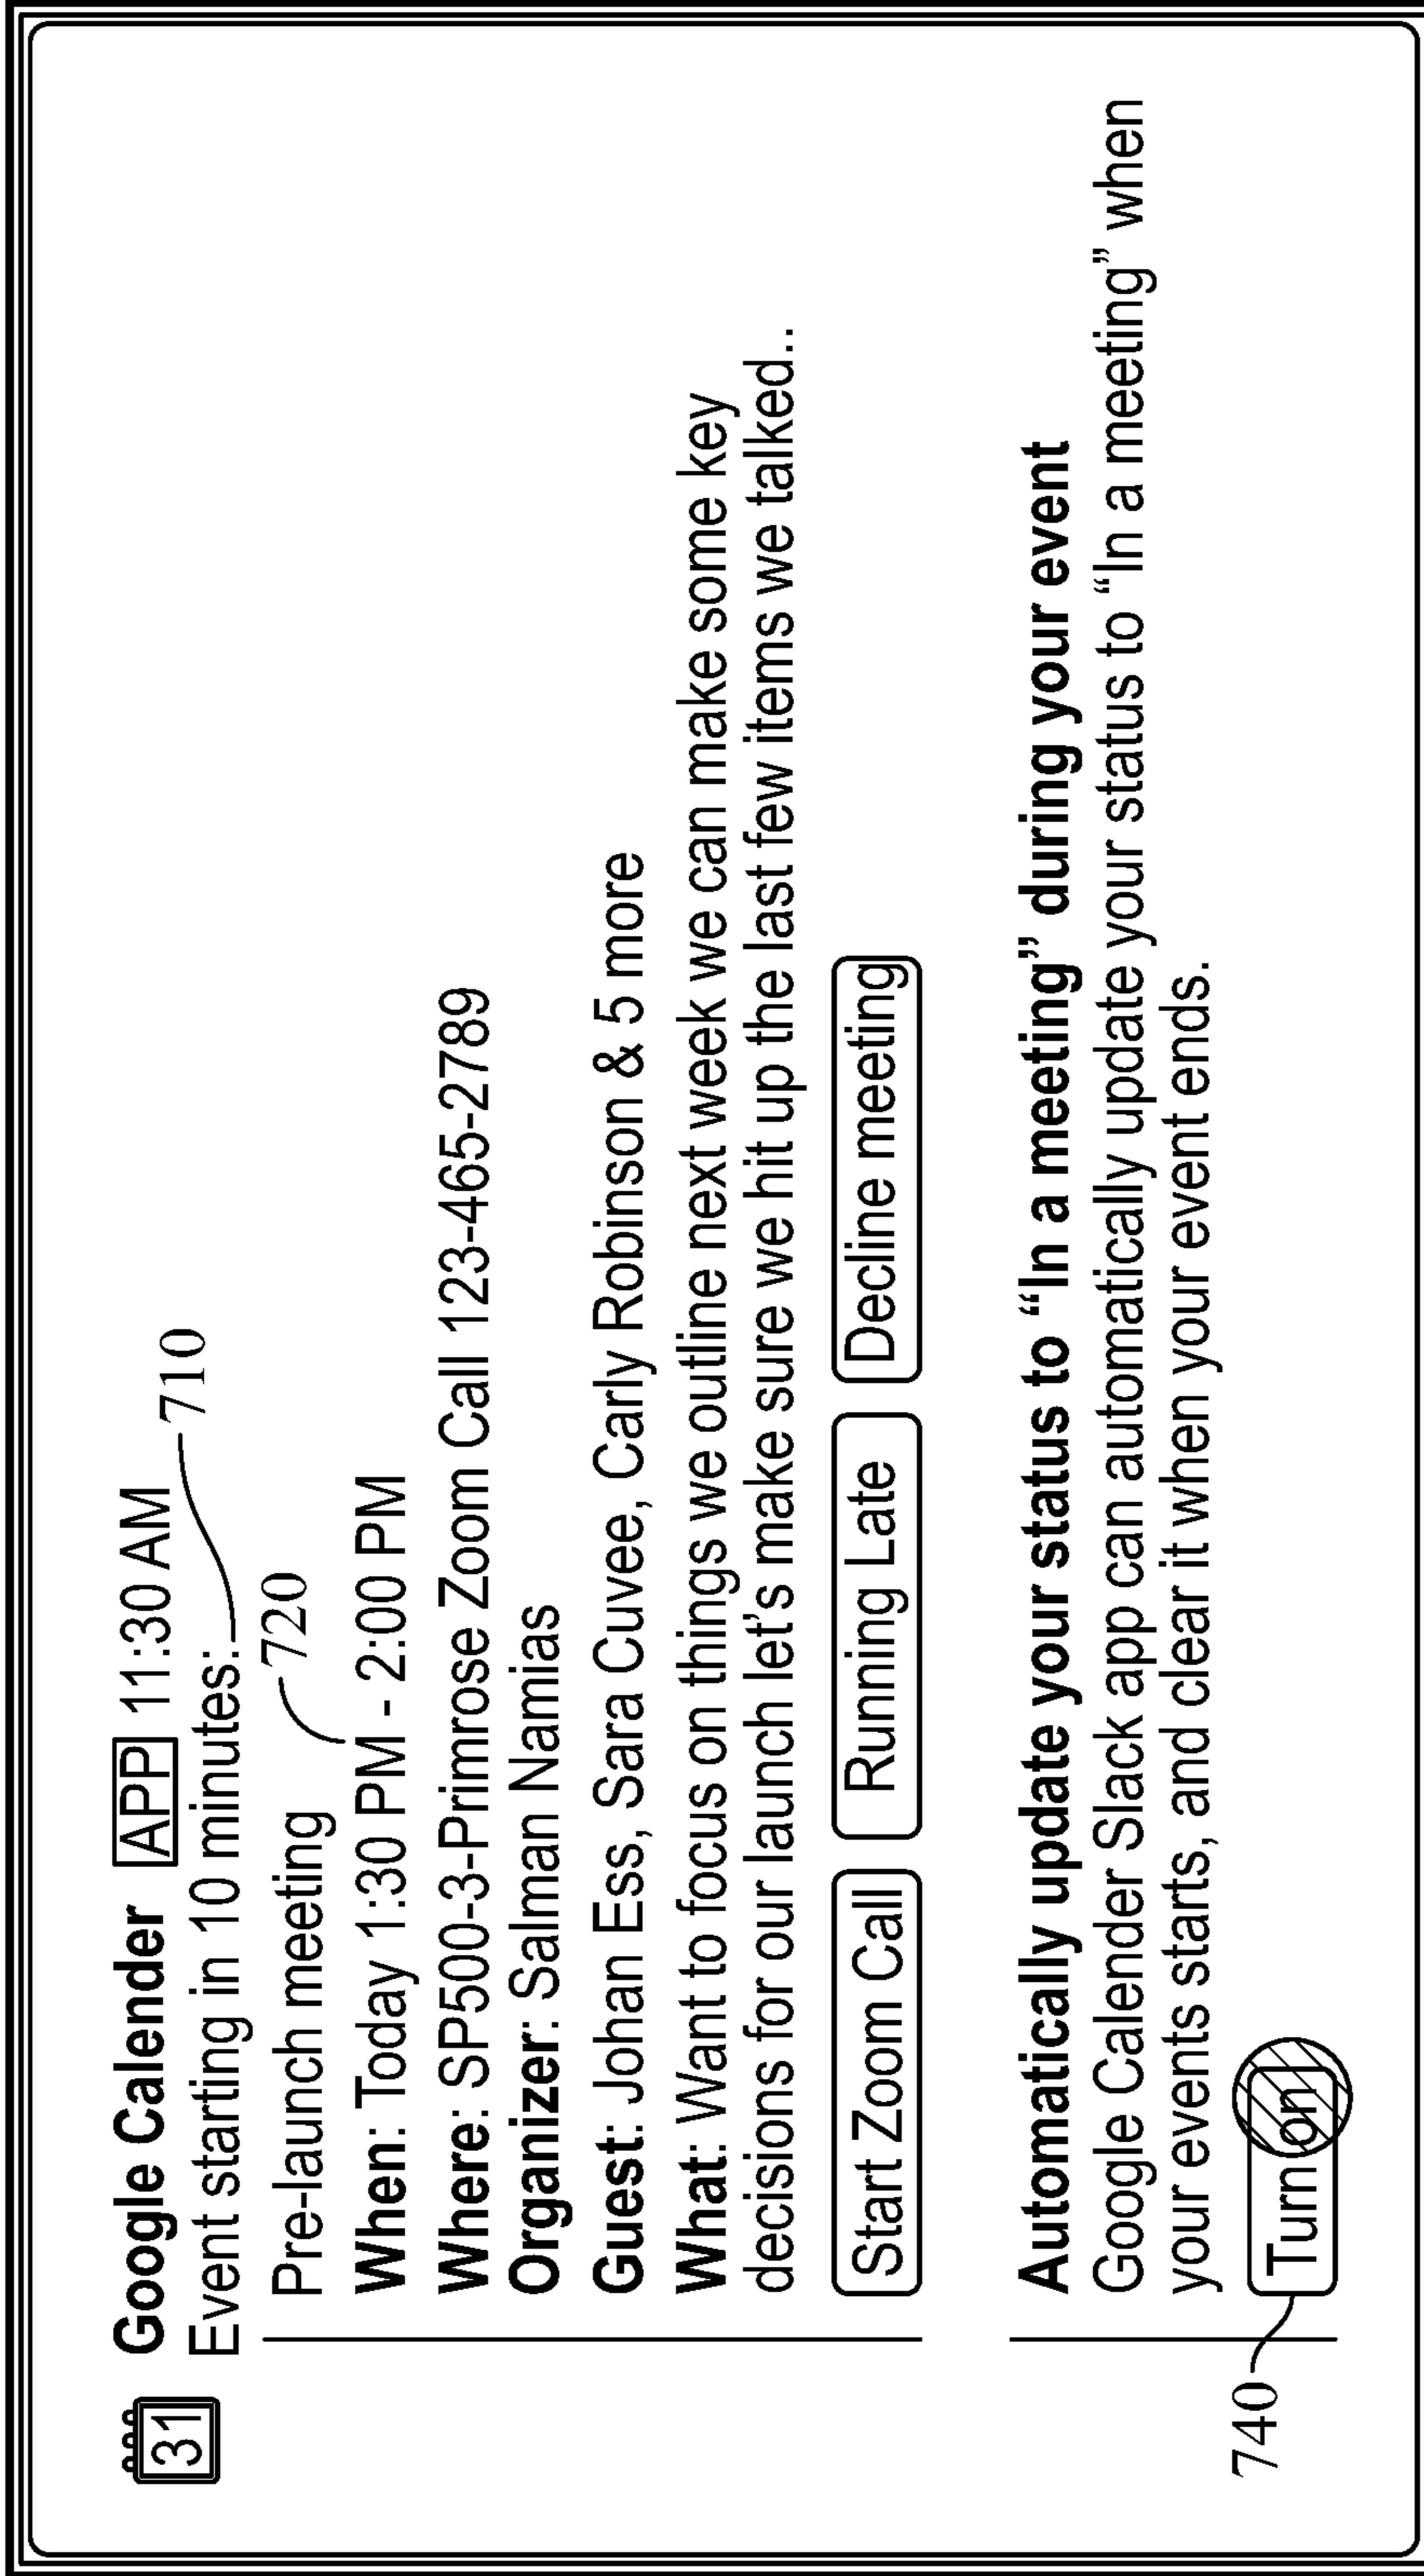 31 Google Calender APP 11:30 AM
Event starting in 10 minutes: 710
Pre-launch meeting 720
When: Today 1:30 PM - 2:00 PM
Where: SP500-3-Primrose Zoom Call 123-465-2789
Organizer: Salman Namias
Guest: Johan Ess, Sara Cuvee, Carly Robinson & 5 more
What: Want to focus on things we outline next week we can make some key
decisions for our launch let’s make sure we hit up the last few items we talked..
Start Zoom Call Running Late Decline meeting
Automatically update your status to “In a meeting” during your event
Google Calender Slack app can automatically update your status to “In a meeting” when
your events starts, and clear it when your event ends.
740 Turn on